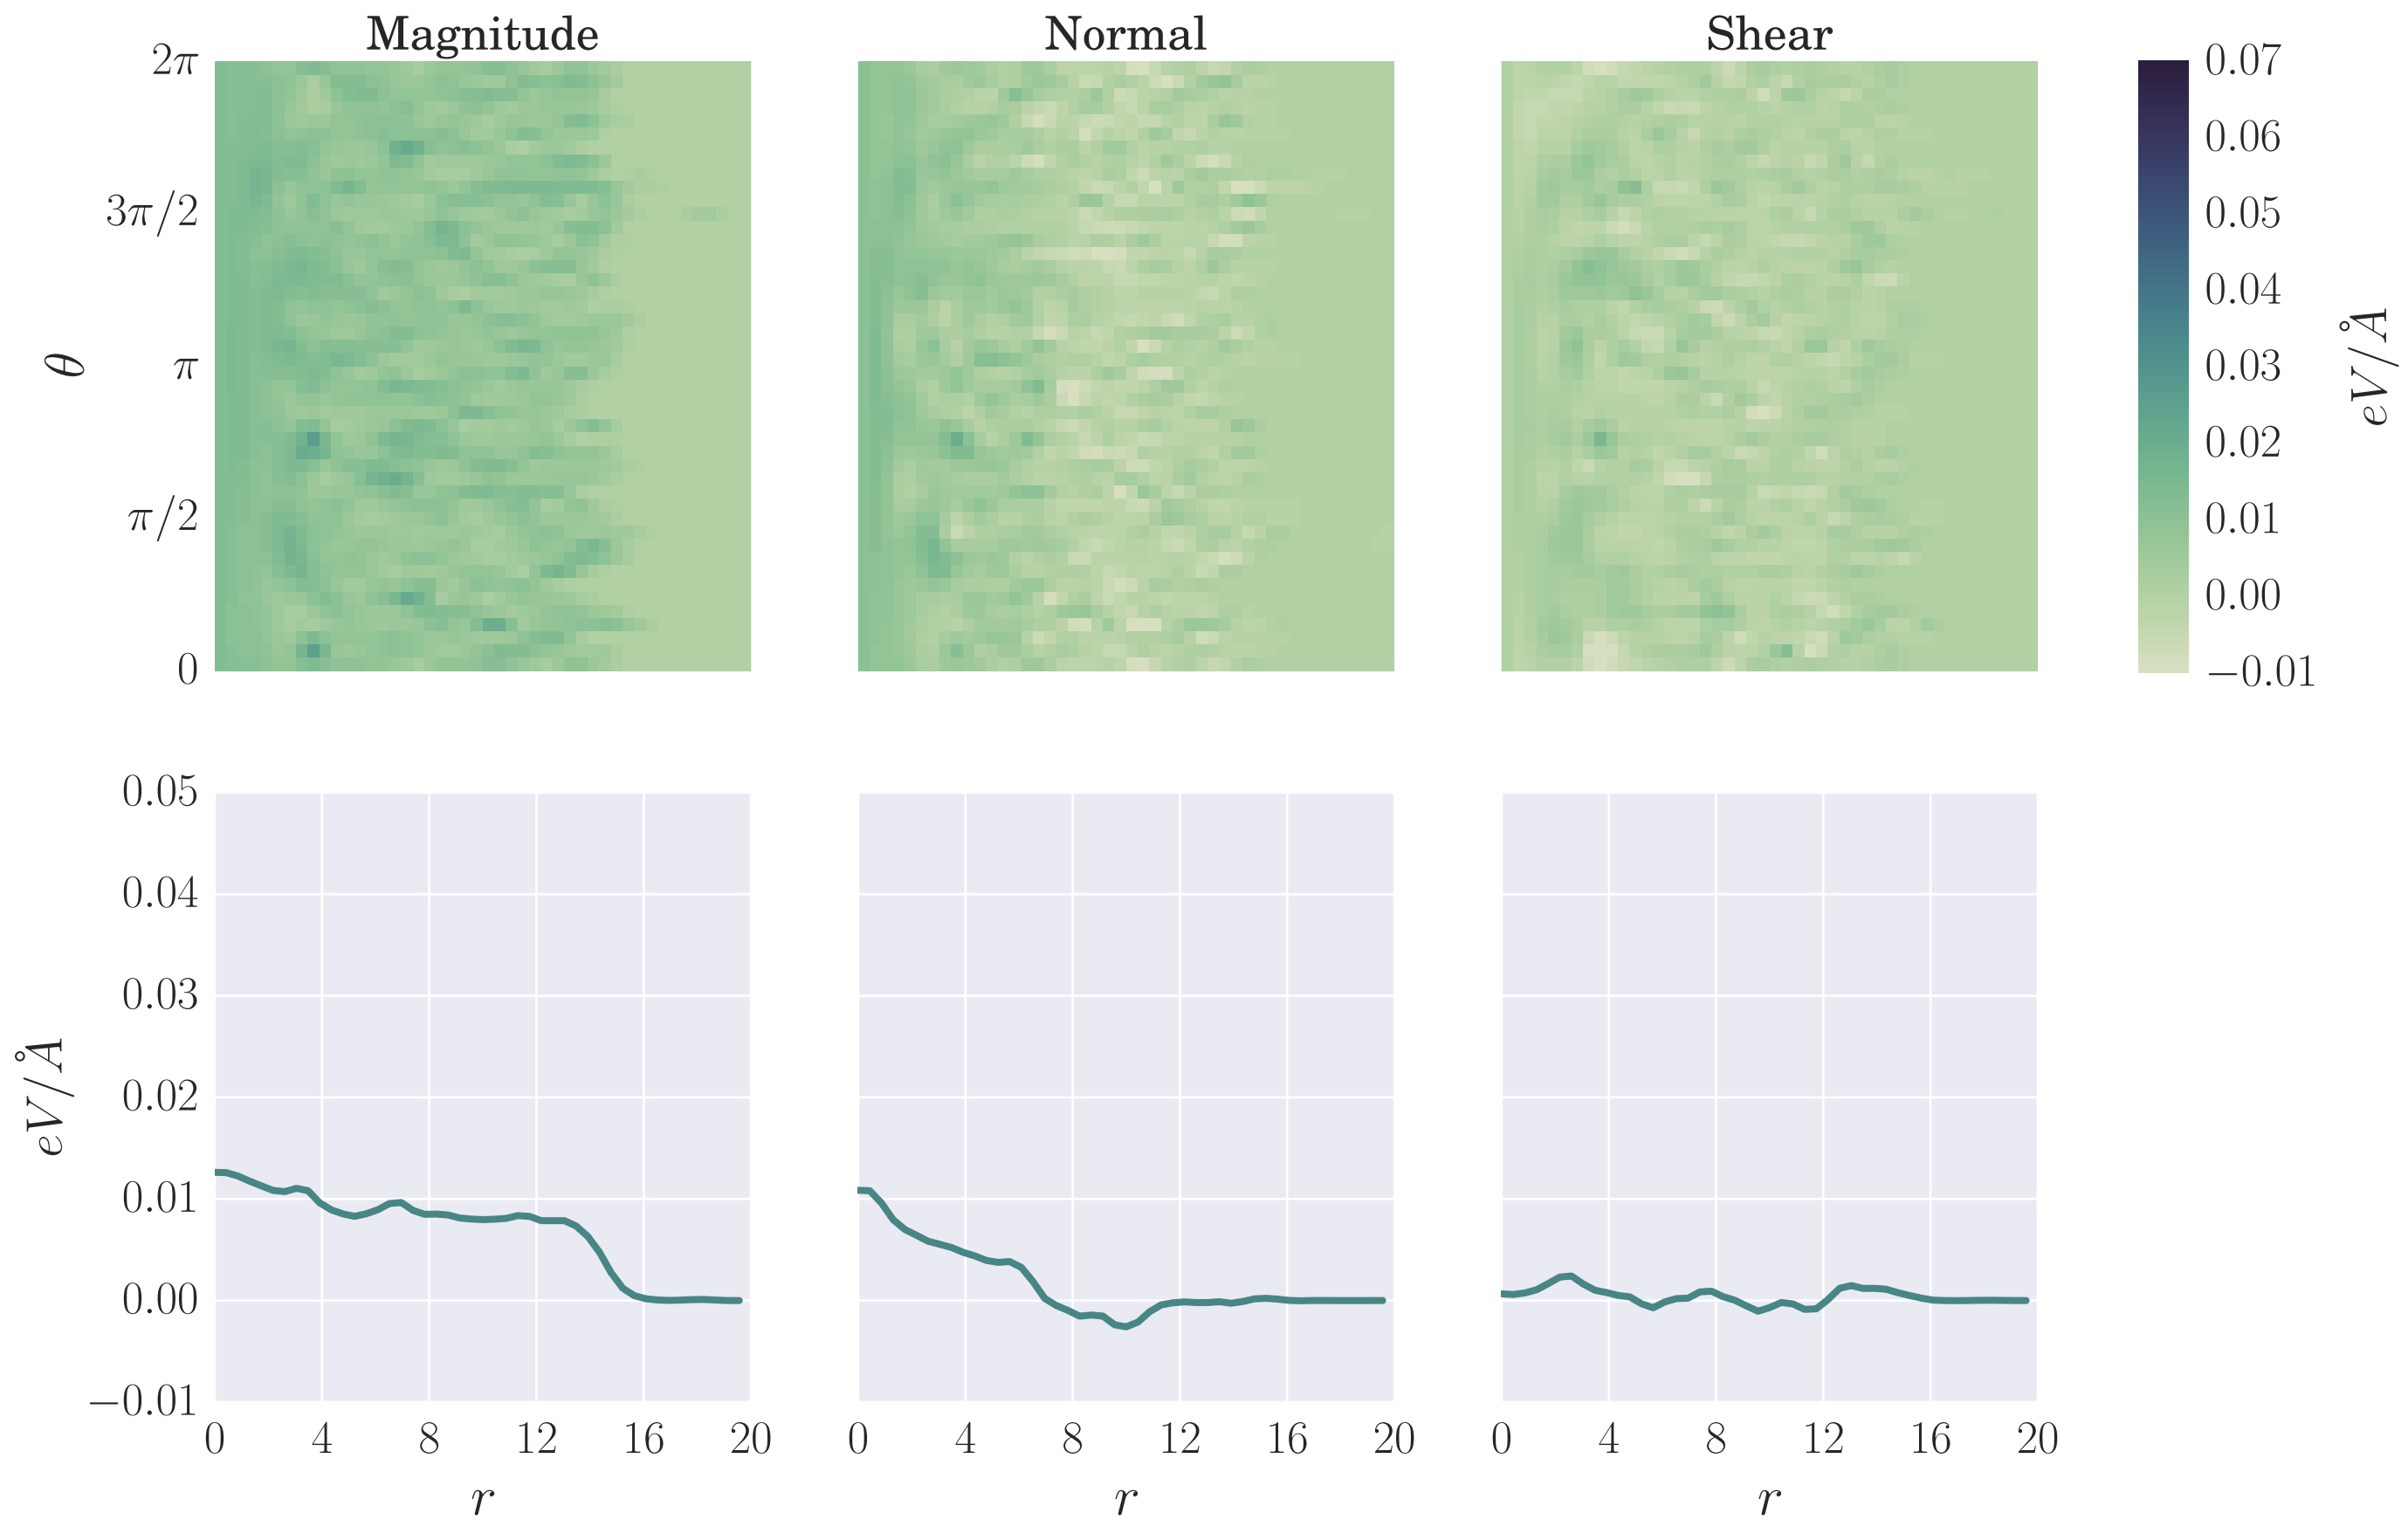 Magnitude Normal Shear
2π
3π/2
π
π/2
0
θ
0.07
0.06
0.05
0.04
0.03
0.02
0.01
0.00
−0.01
eV/Å
0.05
0.04
0.03
0.02
0.01
0.00
−0.01
eV/Å
0 4 8 12 16 20 0 4 8 12 16 20 0 4 8 12 16 20
r r r